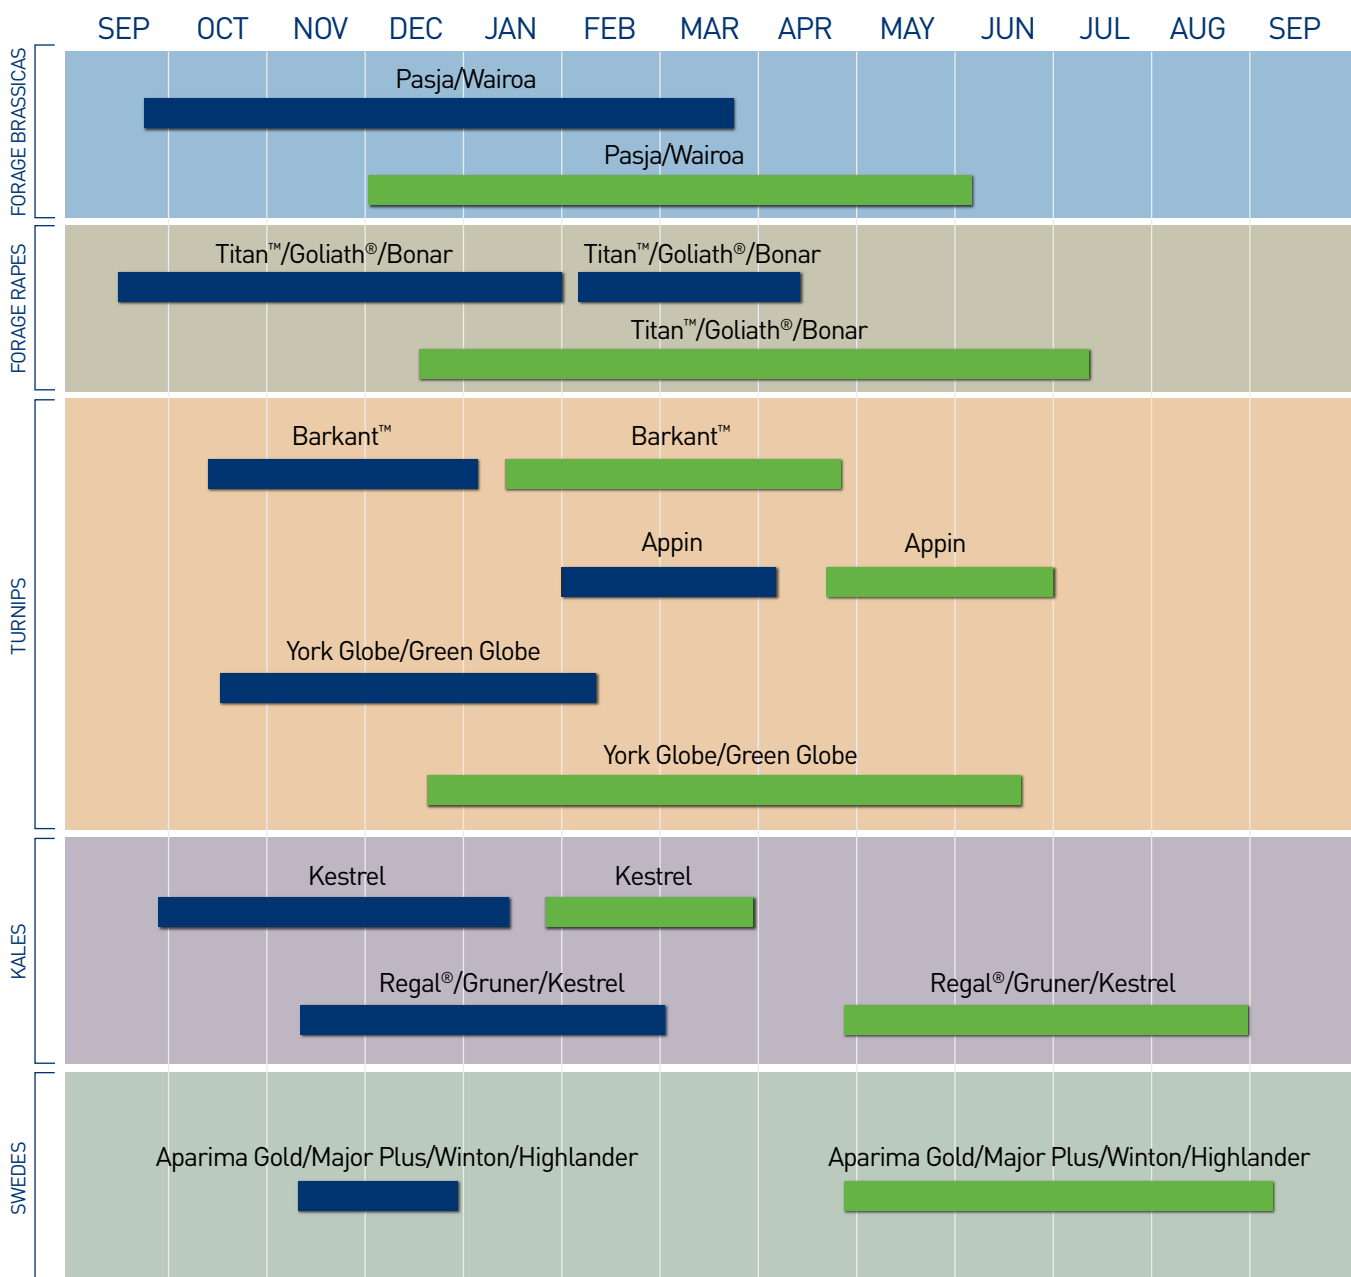 SEP OCT NOV DEC JAN FEB MAR APR MAY JUN JUL AUG SEP
FORAGE BRASSICAS
Pasja/Wairoa
Pasja/Wairoa
FORAGE RAPES
Titan™/Goliath®/Bonar Titan™/Goliath®/Bonar
Titan™/Goliath®/Bonar
TURNIPS
Barkant™ Barkant™
Appin Appin
York Globe/Green Globe
York Globe/Green Globe
KALES
Kestrel Kestrel
Regal®/Gruner/Kestrel Regal®/Gruner/Kestrel
SWEDES
Aparima Gold/Major Plus/Winton/Highlander Aparima Gold/Major Plus/Winton/Highlander